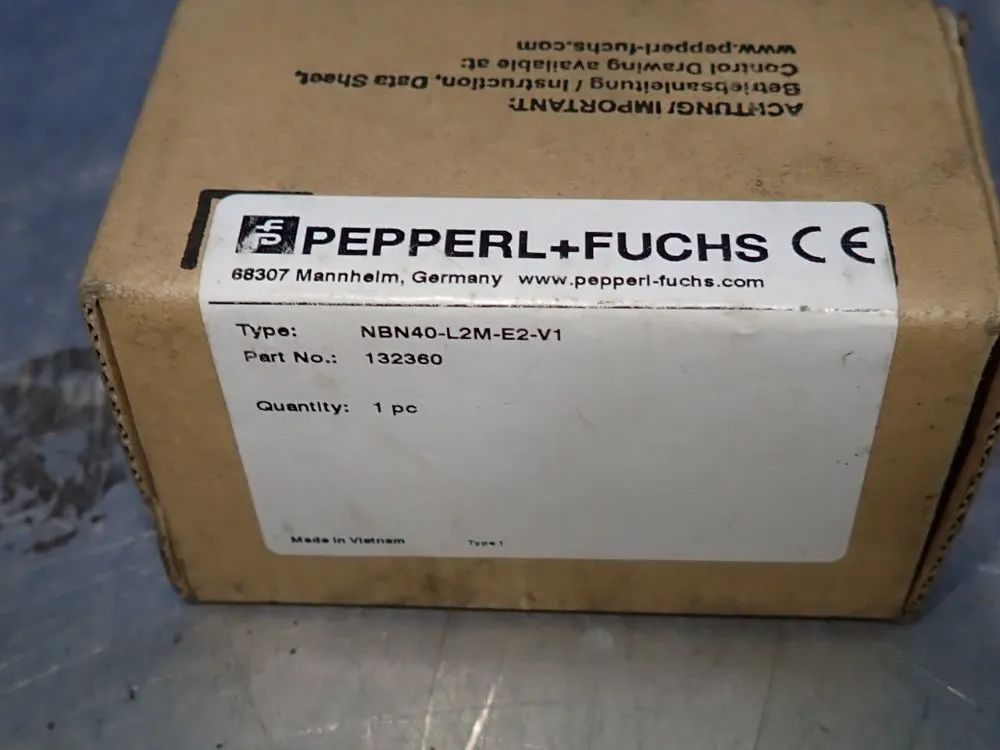 ACHTUNG/IMPORTANT:
Betriebsanleitung / Instruction, Data Sheet,
Control Drawing available at:
www.pepperl-fuchs.com
PEPPERL+FUCHS CE
68307 Mannheim, Germany www.pepperl-fuchs.com
Type: NBN40-L2M-E2-V1
Part No.: 132360
Quantity: 1 pc
Made in Vietnam Type 1